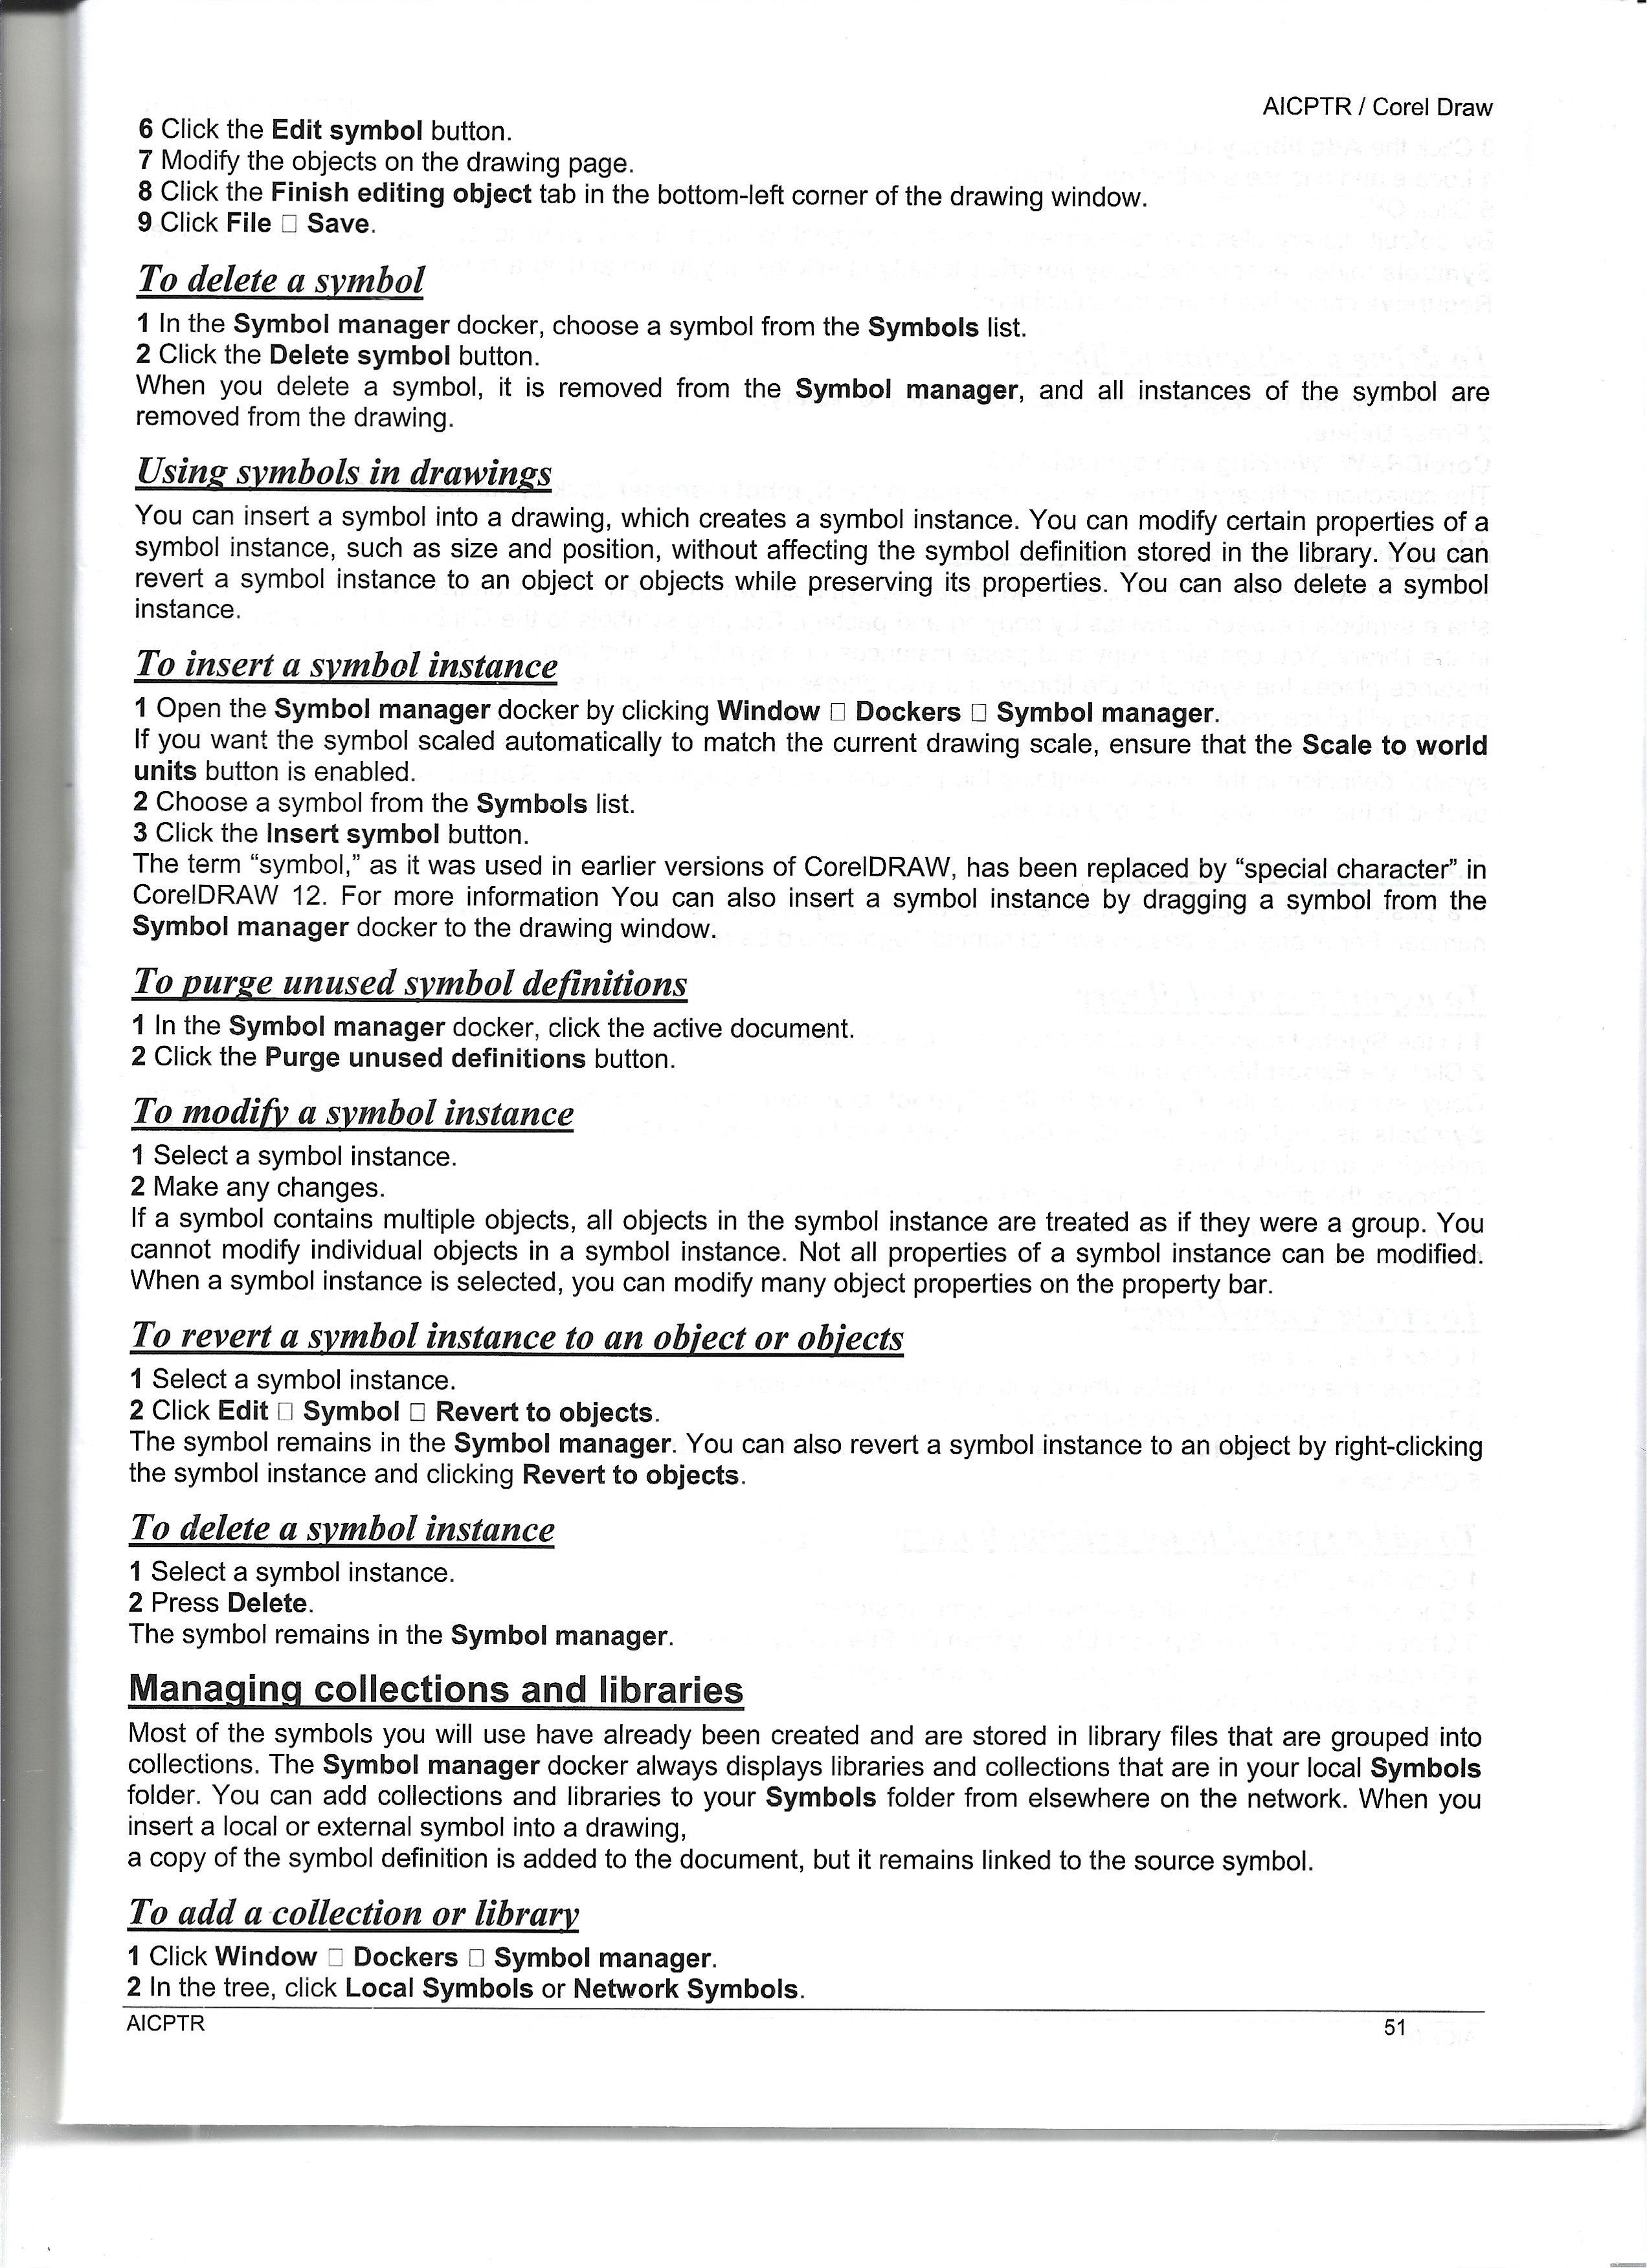 AICPTR / Corel Draw
6 Click the Edit symbol button.
7 Modify the objects on the drawing page.
8 Click the Finish editing object tab in the bottom-left corner of the drawing window.
9 Click File □ Save.
To delete a symbol
1 In the Symbol manager docker, choose a symbol from the Symbols list.
2 Click the Delete symbol button.
When you delete a symbol, it is removed from the Symbol manager, and all instances of the symbol are
removed from the drawing.
Using symbols in drawings
You can insert a symbol into a drawing, which creates a symbol instance. You can modify certain properties of a
symbol instance, such as size and position, without affecting the symbol definition stored in the library. You can
revert a symbol instance to an object or objects while preserving its properties. You can also delete a symbol
instance.
To insert a symbol instance
1 Open the Symbol manager docker by clicking Window □ Dockers □ Symbol manager.
If you want the symbol scaled automatically to match the current drawing scale, ensure that the Scale to world
units button is enabled.
2 Choose a symbol from the Symbols list.
3 Click the Insert symbol button.
The term “symbol,” as it was used in earlier versions of CorelDRAW, has been replaced by “special character” in
CorelDRAW 12. For more information You can also insert a symbol instance by dragging a symbol from the
Symbol manager docker to the drawing window.
To purge unused symbol definitions
1 In the Symbol manager docker, click the active document.
2 Click the Purge unused definitions button.
To modify a symbol instance
1 Select a symbol instance.
2 Make any changes.
If a symbol contains multiple objects, all objects in the symbol instance are treated as if they were a group. You
cannot modify individual objects in a symbol instance. Not all properties of a symbol instance can be modified.
When a symbol instance is selected, you can modify many object properties on the property bar.
To revert a symbol instance to an object or objects
1 Select a symbol instance.
2 Click Edit □ Symbol □ Revert to objects.
The symbol remains in the Symbol manager. You can also revert a symbol instance to an object by right-clicking
the symbol instance and clicking Revert to objects.
To delete a symbol instance
1 Select a symbol instance.
2 Press Delete.
The symbol remains in the Symbol manager.
Managing collections and libraries
Most of the symbols you will use have already been created and are stored in library files that are grouped into
collections. The Symbol manager docker always displays libraries and collections that are in your local Symbols
folder. You can add collections and libraries to your Symbols folder from elsewhere on the network. When you
insert a local or external symbol into a drawing,
a copy of the symbol definition is added to the document, but it remains linked to the source symbol.
To add a collection or library
1 Click Window □ Dockers □ Symbol manager.
2 In the tree, click Local Symbols or Network Symbols.
AICPTR 51